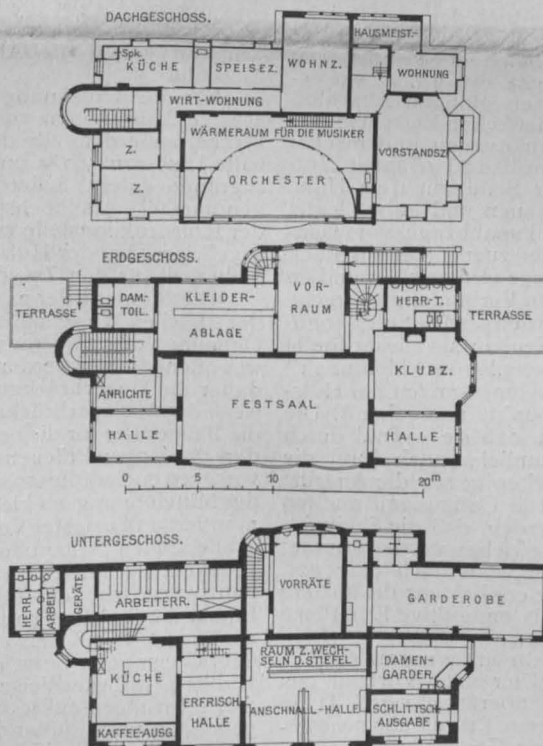 DACHGESCHOSS.
HAUSMEIST.-
Spk.
KÜCHE
SPEISEZ.
WOHNZ.
WOHNUNG
WIRT-WOHNUNG
WÄRMERAUM FÜR DIE MUSIKER
VORSTANDSZ.
Z.
ORCHESTER
Z.
ERDGESCHOSS.
TERRASSE
DAM.-
TOIL.
KLEIDER-
ABLAGE
VOR-
RAUM
HERR.-T.
TERRASSE
ANRICHTE
FESTSAAL
KLUBZ.
HALLE
HALLE
0 5 10 20m
UNTERGESCHOSS.
HERR.
ARBEIT.
GERÄTE
ARBEITERR.
VORRÄTE
GARDEROBE
KÜCHE
ERFRISCH.
HALLE
RAUM Z. WECH-
SELN D. STIEFEL
ANSCHNALL-HALLE
DAMEN-
GARDER.
SCHLITTSCH.
AUSGABE
KAFFEE-AUSG.